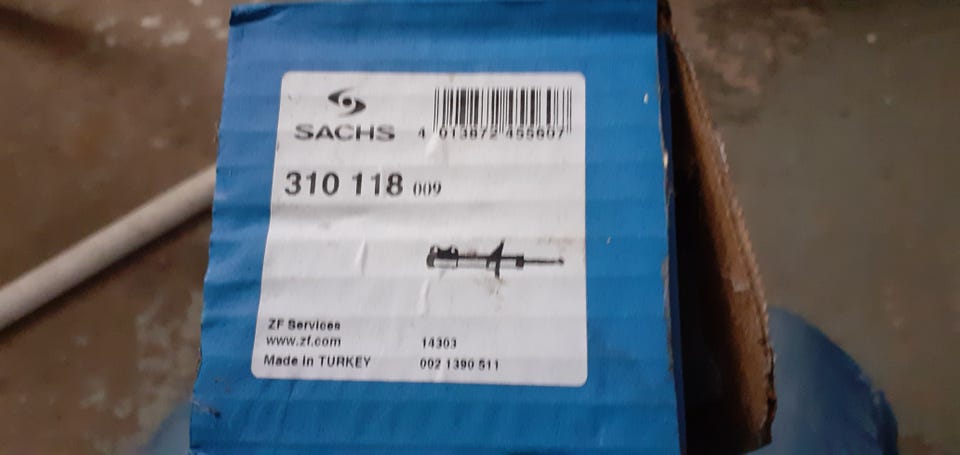 SACHS
4 013872 455607
310 118 009
ZF Services
www.zf.com
14303
Made in TURKEY
002 1390 511